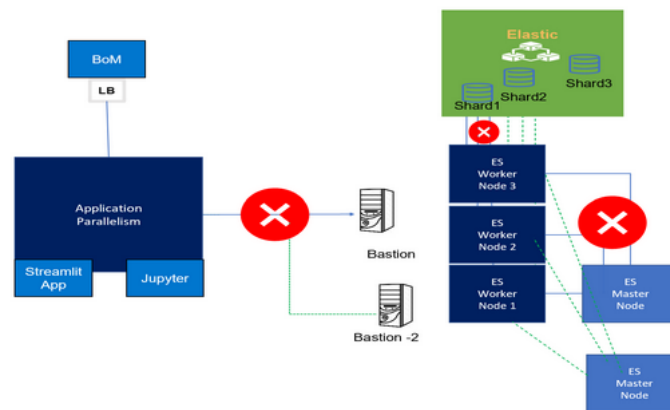 BoM
LB
Application
Parallelism
Streamlit
App
Jupyter
Bastion
Bastion -2
Elastic
Shard1
Shard2
Shard3
ES
Worker
Node 3
ES
Worker
Node 2
ES
Worker
Node 1
ES
Master
Node
ES
Master
Node